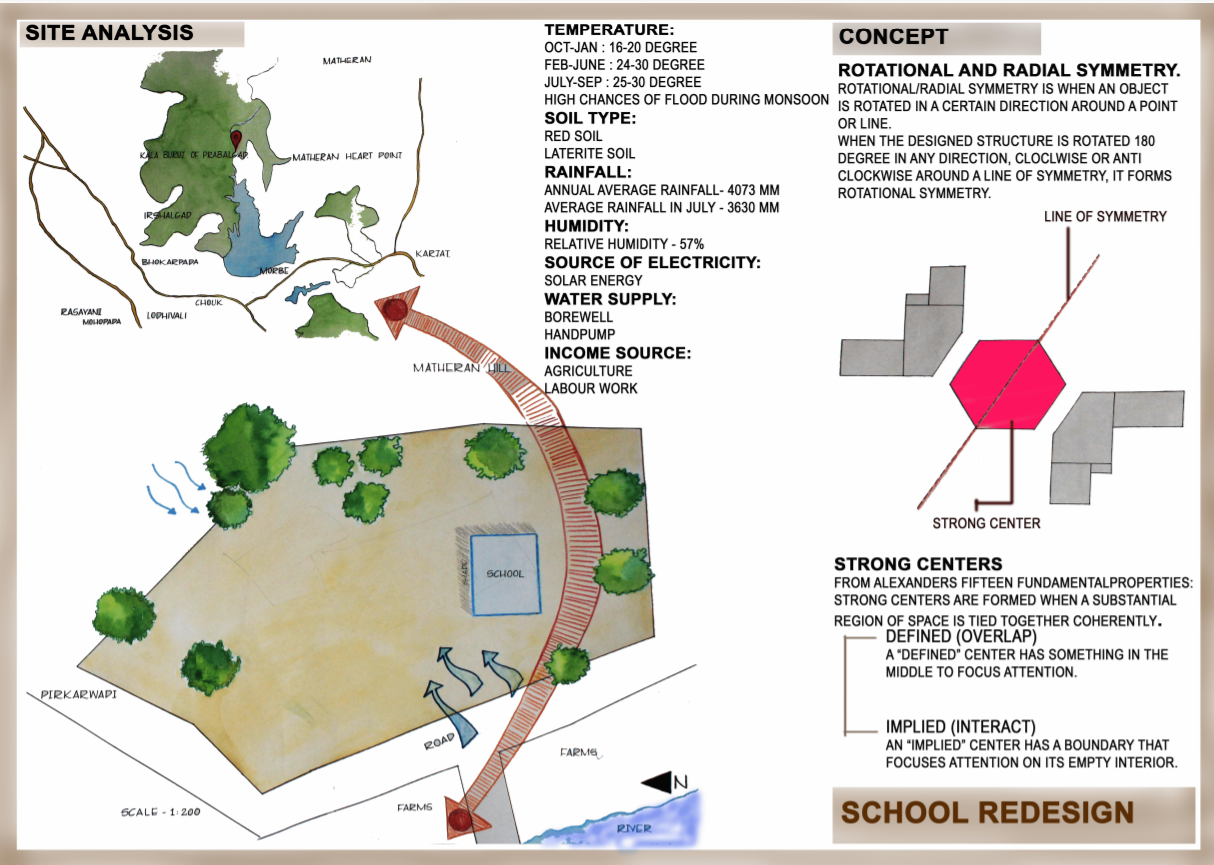 SITE ANALYSIS
MATHERAN
KALA BURUJ OF PRABALGAD
MATHERAN HEART POINT
IRSHALGAD
BHOKARPADA
MORBE
KARJAT
CHOUK
RASAYANI
MOHOPADA
LODHIVALI
MATHERAN HILL
SHADE
SCHOOL
PIRKARWADI
ROAD
FARMS
FARMS
SCALE - 1:200
N
RIVER
TEMPERATURE:
OCT-JAN : 16-20 DEGREE
FEB-JUNE : 24-30 DEGREE
JULY-SEP : 25-30 DEGREE
HIGH CHANCES OF FLOOD DURING MONSOON
SOIL TYPE:
RED SOIL
LATERITE SOIL
RAINFALL:
ANNUAL AVERAGE RAINFALL- 4073 MM
AVERAGE RAINFALL IN JULY - 3630 MM
HUMIDITY:
RELATIVE HUMIDITY - 57%
SOURCE OF ELECTRICITY:
SOLAR ENERGY
WATER SUPPLY:
BOREWELL
HANDPUMP
INCOME SOURCE:
AGRICULTURE
LABOUR WORK
CONCEPT
ROTATIONAL AND RADIAL SYMMETRY.
ROTATIONAL/RADIAL SYMMETRY IS WHEN AN OBJECT
IS ROTATED IN A CERTAIN DIRECTION AROUND A POINT
OR LINE.
WHEN THE DESIGNED STRUCTURE IS ROTATED 180
DEGREE IN ANY DIRECTION, CLOCLWISE OR ANTI
CLOCKWISE AROUND A LINE OF SYMMETRY, IT FORMS
ROTATIONAL SYMMETRY.
LINE OF SYMMETRY
STRONG CENTER
STRONG CENTERS
FROM ALEXANDERS FIFTEEN FUNDAMENTALPROPERTIES:
STRONG CENTERS ARE FORMED WHEN A SUBSTANTIAL
REGION OF SPACE IS TIED TOGETHER COHERENTLY.
DEFINED (OVERLAP)
A "DEFINED" CENTER HAS SOMETHING IN THE
MIDDLE TO FOCUS ATTENTION.
IMPLIED (INTERACT)
AN "IMPLIED" CENTER HAS A BOUNDARY THAT
FOCUSES ATTENTION ON ITS EMPTY INTERIOR.
SCHOOL REDESIGN